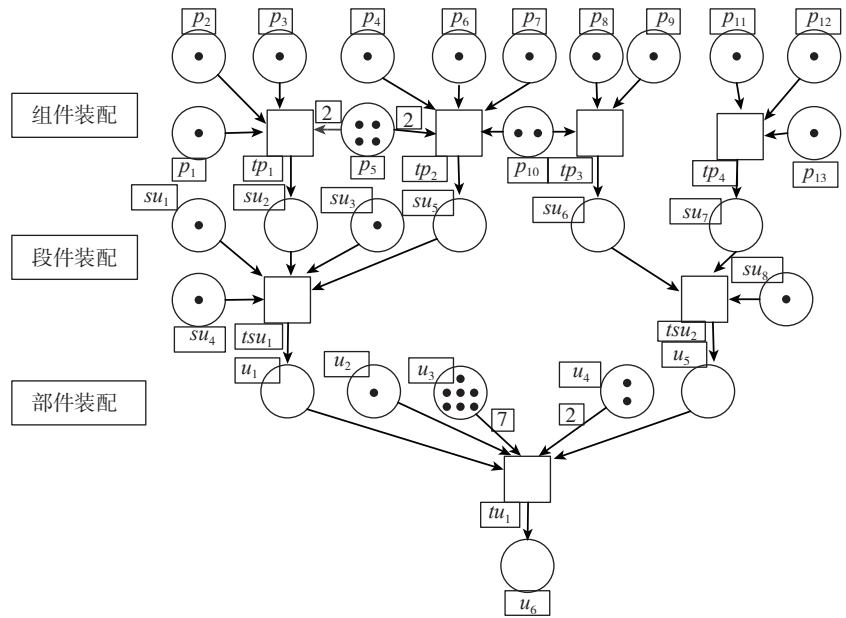 p₂ p₃ p₄ p₆ p₇ p₈ p₉ p₁₁ p₁₂
组件装配
2 2
p₁ tp₁ p₅ tp₂ p₁₀ tp₃ tp₄ p₁₃
su₁ su₂ su₃ su₅ su₆ su₇
段件装配
su₈
su₄ tsu₁ tsu₂
u₁ u₂ u₃ u₄ u₅
部件装配
7 2
tu₁
u₆